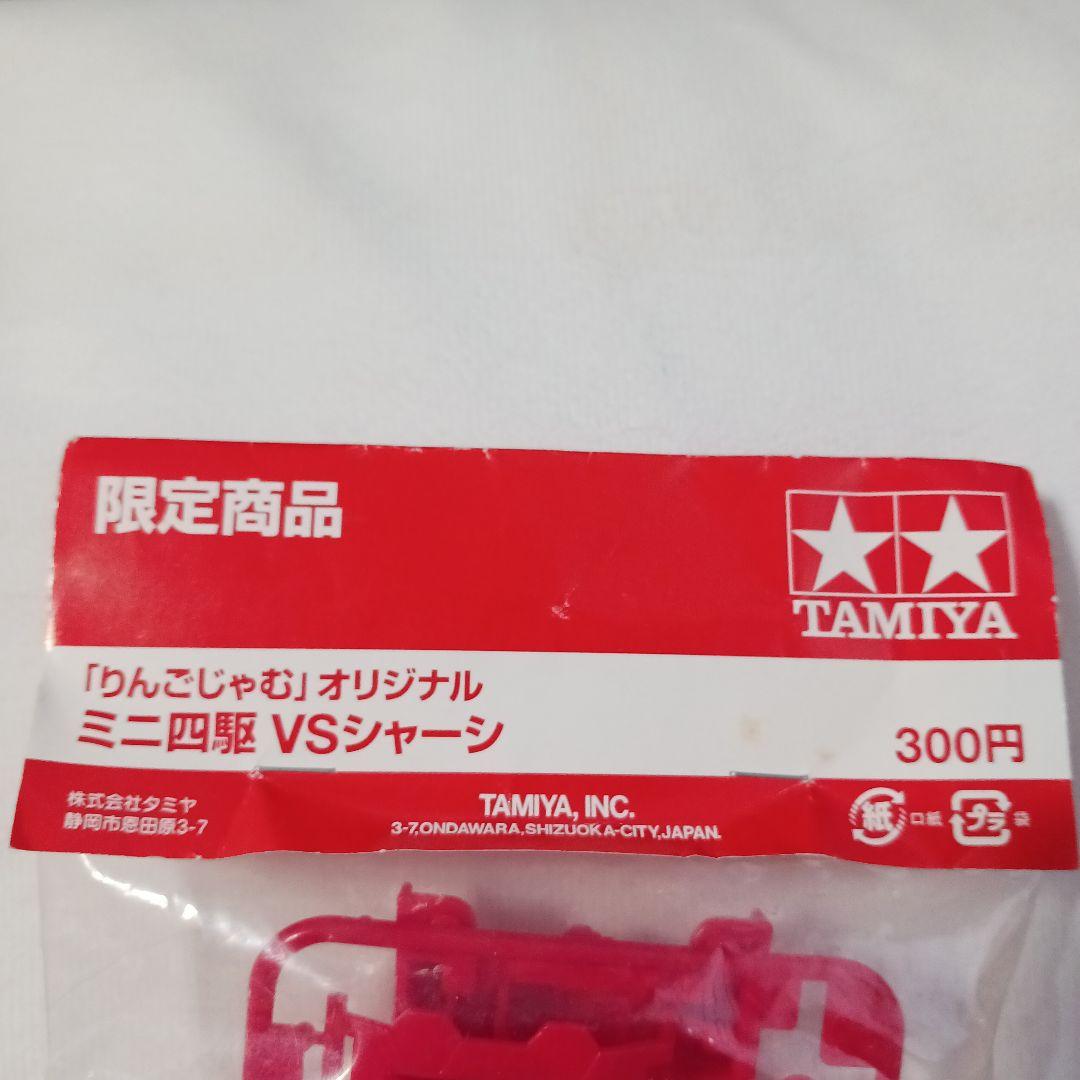 限定商品
TAMIYA
「りんごじゃむ」オリジナル
ミニ四駆 VSシャーシ
300円
株式会社タミヤ
静岡市恩田原3-7
TAMIYA, INC.
3-7,ONDAWARA,SHIZUOKA-CITY,JAPAN.
紙 口紙
プラ 袋